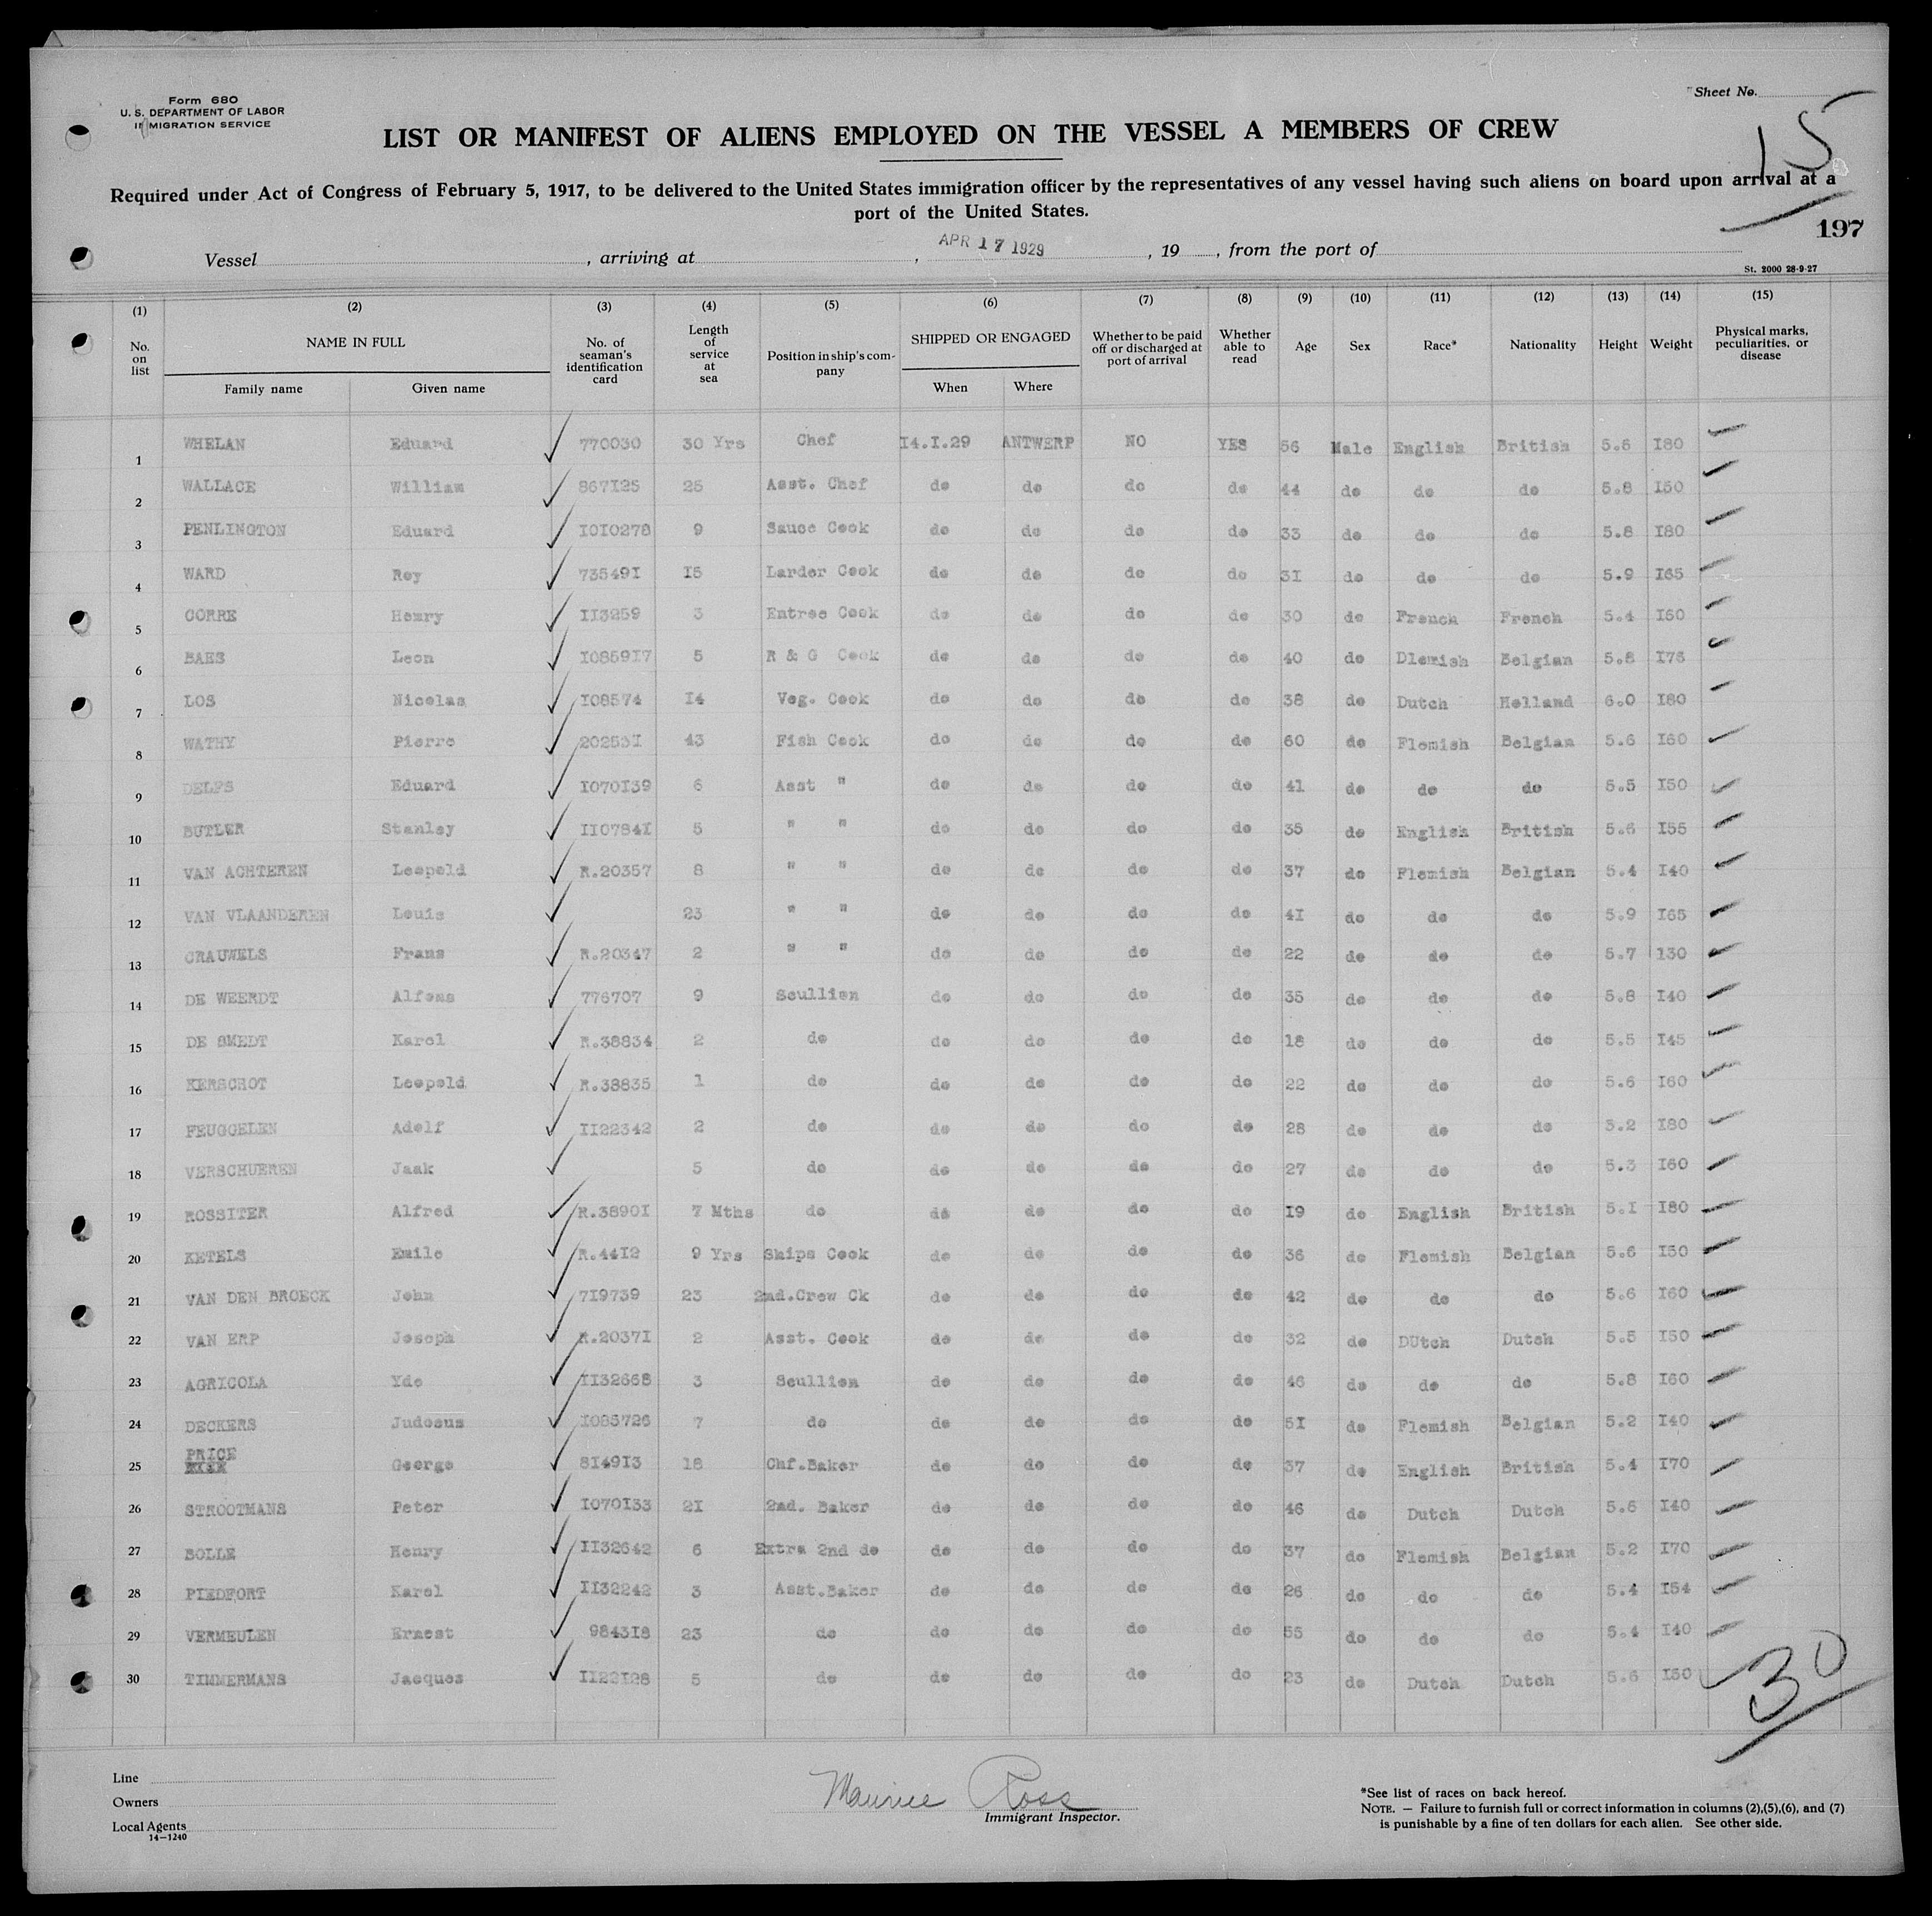 Form 680
U. S. DEPARTMENT OF LABOR
IMMIGRATION SERVICE
Sheet No.
15
LIST OR MANIFEST OF ALIENS EMPLOYED ON THE VESSEL A MEMBERS OF CREW
Required under Act of Congress of February 5, 1917, to be delivered to the United States immigration officer by the representatives of any vessel having such aliens on board upon arrival at a
port of the United States.
197
Vessel , arriving at , APR 17 1929 , 19 , from the port of
St. 2000 28-9-27
(1) (2) (3) (4) (5) (6) (7) (8) (9) (10) (11) (12) (13) (14) (15)
No. on list NAME IN FULL No. of seaman's identification card Length of service at sea Position in ship's company SHIPPED OR ENGAGED Whether to be paid off or discharged at port of arrival Whether able to read Age Sex Race* Nationality Height Weight Physical marks, peculiarities, or disease
Family name Given name When Where
1 WHELAN Eduard 770030 30 Yrs Chef I4.I.29 ANTWERP NO YES 56 Male English British 5.6 I80
2 WALLACE William 867I25 25 Asst. Chef do do do do 44 do do do 5.8 I50
3 PENLINGTON Eduard I0I0278 9 Sauce Cook do do do do 33 do do do 5.8 I80
4 WARD Roy 73549I I5 Larder Cook do do do do 3I do do do 5.9 I65
5 CORRE Henry II3259 3 Entree Cook do do do do 30 do French French 5.4 I60
6 BAES Leon I0859I7 5 R & G Cook do do do do 40 do Dlemish Belgian 5.8 I76
7 LOS Nicolas I08574 I4 Veg. Cook do do do do 38 do Dutch Holland 6.0 I80
8 WATHY Pierre 20253I 43 Fish Cook do do do do 60 do Flemish Belgian 5.6 I60
9 DELFS Eduard I070I39 6 Asst " do do do do 41 do do do 5.5 I50
10 BUTLER Stanley II0784I 5 " " do do do do 35 do English British 5.6 I55
11 VAN ACHTEREN Leopold R.20357 8 " " do do do do 37 do Flemish Belgian 5.4 I40
12 VAN VLAANDEREN Louis 23 " " do do do do 4I do do do 5.9 I65
13 CRAUWELS Frans R.20347 2 " " do do do do 22 do do do 5.7 130
14 DE WEERDT Alfons 776707 9 Scullion do do do do 35 do do do 5.8 I40
15 DE SMEDT Karel R.38834 2 do do do do do 18 do do do 5.5 I45
16 KERSCHOT Leopold R.38835 1 do do do do do 22 do do do 5.6 I60
17 FEUGGELEN Adolf II22342 2 do do do do do 28 do do do 5.2 I80
18 VERSCHUEREN Jaak 5 do do do do do 27 do do do 5.3 I60
19 ROSSITER Alfred R.3890I 7 Mths do do do do do I9 do English British 5.I I80
20 KETELS Emile R.44I2 9 Yrs Ships Cook do do do do 36 do Flemish Belgian 5.6 I50
21 VAN DEN BROECK John 7I9739 23 2nd.Crew Ck do do do do 42 do do do 5.6 I60
22 VAN ERP Joseph R.2037I 2 Asst. Cook do do do do 32 do DUtch Dutch 5.5 I50
23 AGRICOLA Yde II32668 3 Scullion do do do do 46 do do do 5.8 I60
24 DECKERS Judosus I085726 7 do do do do do 5I do Flemish Belgian 5.2 I40
25 PRICE George 8I49I3 18 Chf.Baker do do do do 37 do English British 5.4 I70
26 STROOTMANS Peter I070I33 2I 2nd. Baker do do do do 46 do Dutch Dutch 5.6 I40
27 BOLLE Henry II32642 6 Extra 2nd do do do do do 37 do Flemish Belgian 5.2 I70
28 PIEDFORT Karel II32242 3 Asst.Baker do do do do 26 do do do 5.4 I54
29 VERMEULEN Ernest 9843I8 23 do do do do do 55 do do do 5.4 I40
30 TIMMERMANS Jacques II22I28 5 do do do do do 23 do Dutch Dutch 5.6 I50
30
Line
Owners
Local Agents
14—1240
Maurice Ross
Immigrant Inspector.
*See list of races on back hereof.
NOTE. — Failure to furnish full or correct information in columns (2),(5),(6), and (7)
is punishable by a fine of ten dollars for each alien. See other side.